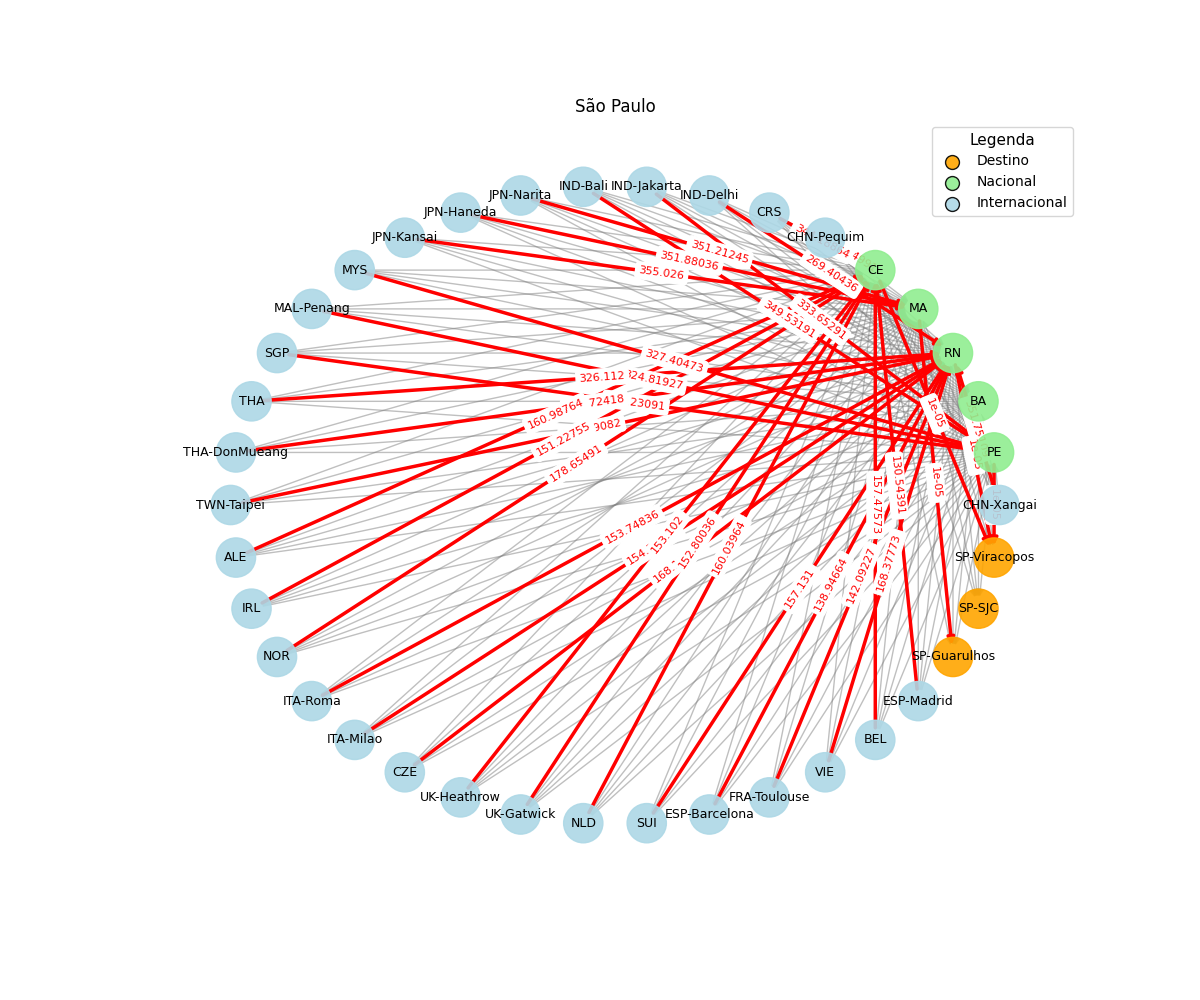 São Paulo
Legenda
Destino
Nacional
Internacional
IND-Bali
IND-Jakarta
JPN-Narita
IND-Delhi
JPN-Haneda
CRS
JPN-Kansai
CHN-Pequim
351.21245
351.88036
355.026
269.40436
MYS
CE
MAL-Penang
MA
349.53191
333.65291
SGP
RN
327.40473
326.112
24.81927
THA
BA
72418
23091
160.98764
1e-05
9082
151.22755
THA-DonMueang
PE
178.65491
130.54391
157.47573
1e-05
TWN-Taipei
CHN-Xangai
153.74836
153.102
152.80036
160.03964
ALE
SP-Viracopos
154.
168.
157.131
138.94664
142.09227
168.37773
IRL
SP-SJC
NOR
SP-Guarulhos
ITA-Roma
ESP-Madrid
ITA-Milao
BEL
CZE
VIE
UK-Heathrow
FRA-Toulouse
UK-Gatwick
ESP-Barcelona
NLD
SUI